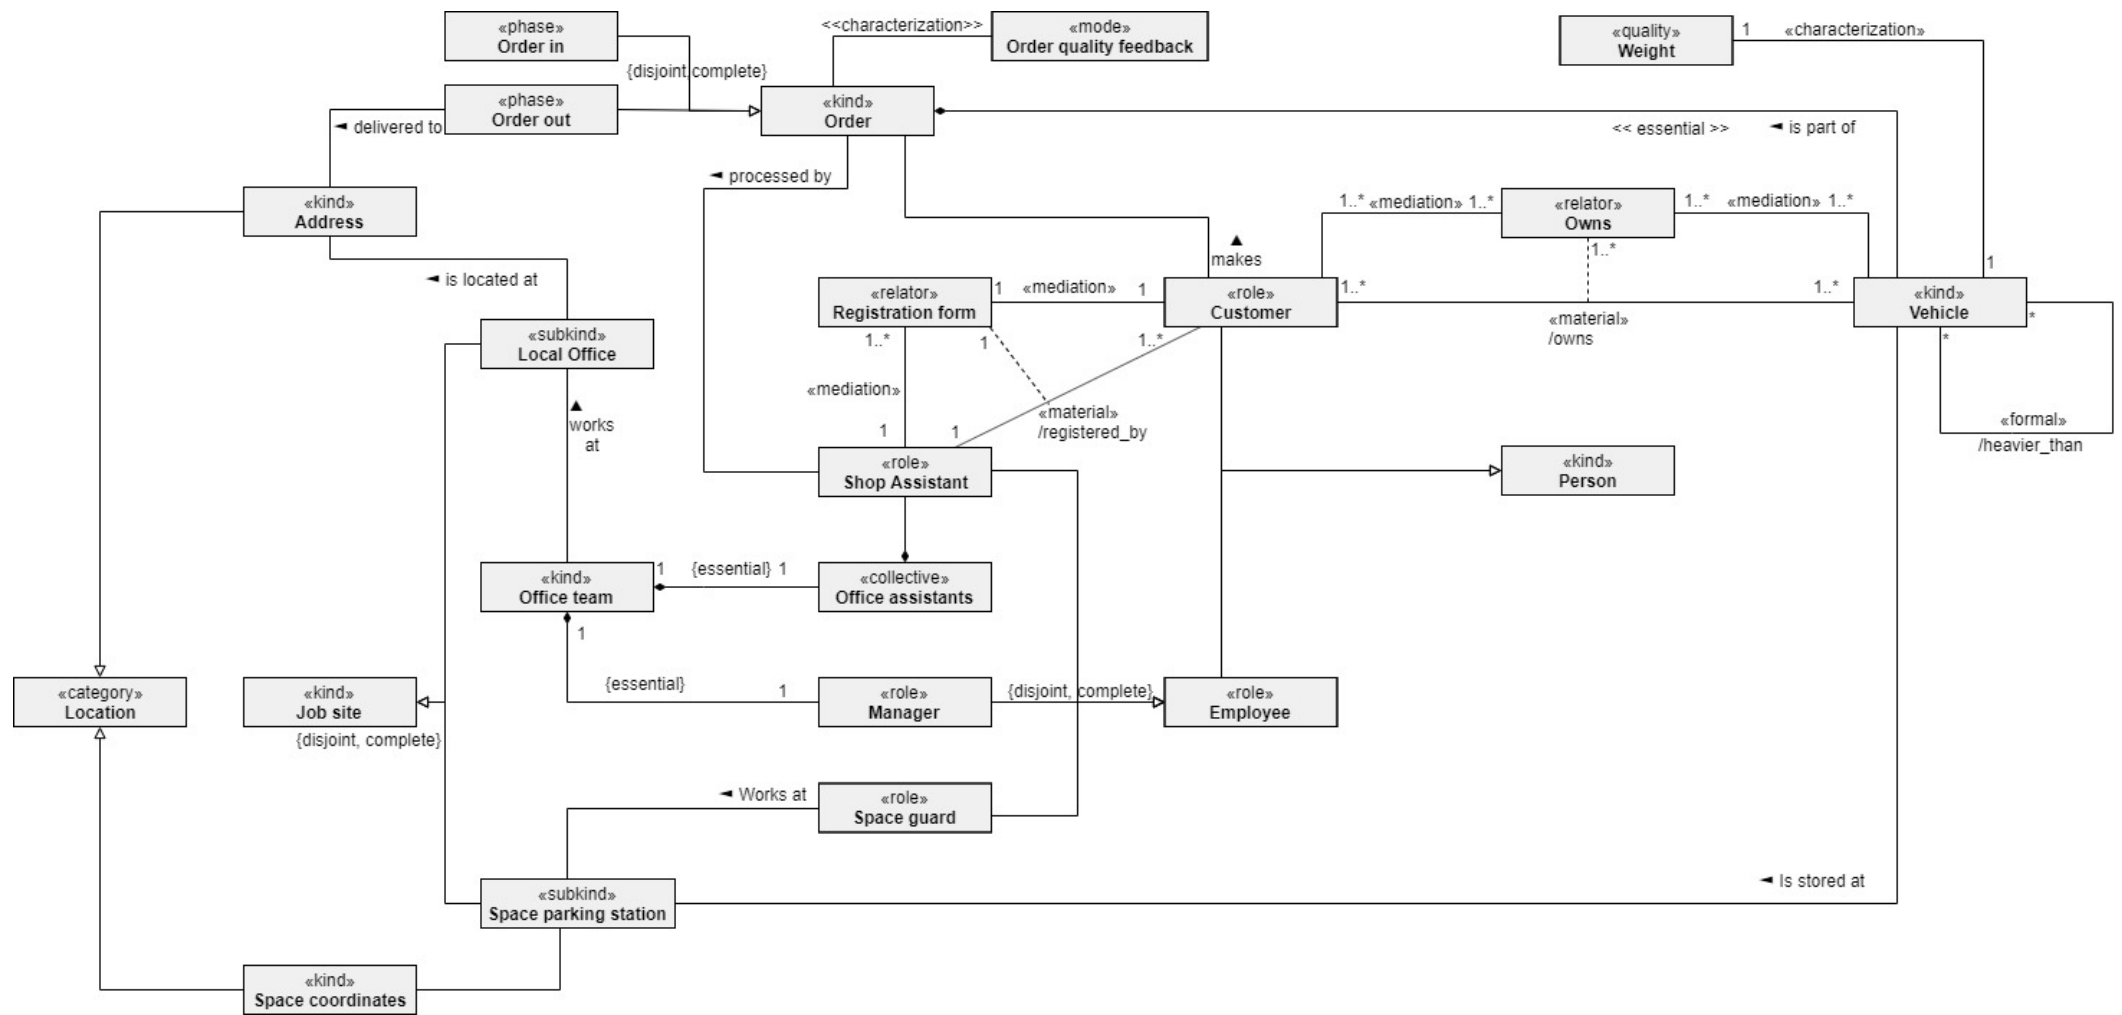 «phase»
Order in
<<characterization>>
«mode»
Order quality feedback
«quality»
Weight
1
«characterization»
{disjoint,complete}
«phase»
Order out
«kind»
Order
◄ delivered to
<< essential >>
◄ is part of
◄ processed by
«kind»
Address
1..*
«mediation»
1..*
«relator»
Owns
1..*
«mediation»
1..*
1..*
▲
makes
1
◄ is located at
«relator»
Registration form
1
«mediation»
1
«role»
Customer
1..*
1..*
«kind»
Vehicle
*
*
«material»
/owns
«subkind»
Local Office
1..*
1
1..*
«mediation»
▲
works
at
«material»
/registered_by
«formal»
/heavier_than
1
1
«role»
Shop Assistant
«kind»
Person
«kind»
Office team
1
{essential}
1
«collective»
Office assistants
1
{essential}
1
«category»
Location
«kind»
Job site
{disjoint, complete}
«role»
Manager
{disjoint, complete}
«role»
Employee
◄ Works at
«role»
Space guard
◄ Is stored at
«subkind»
Space parking station
«kind»
Space coordinates